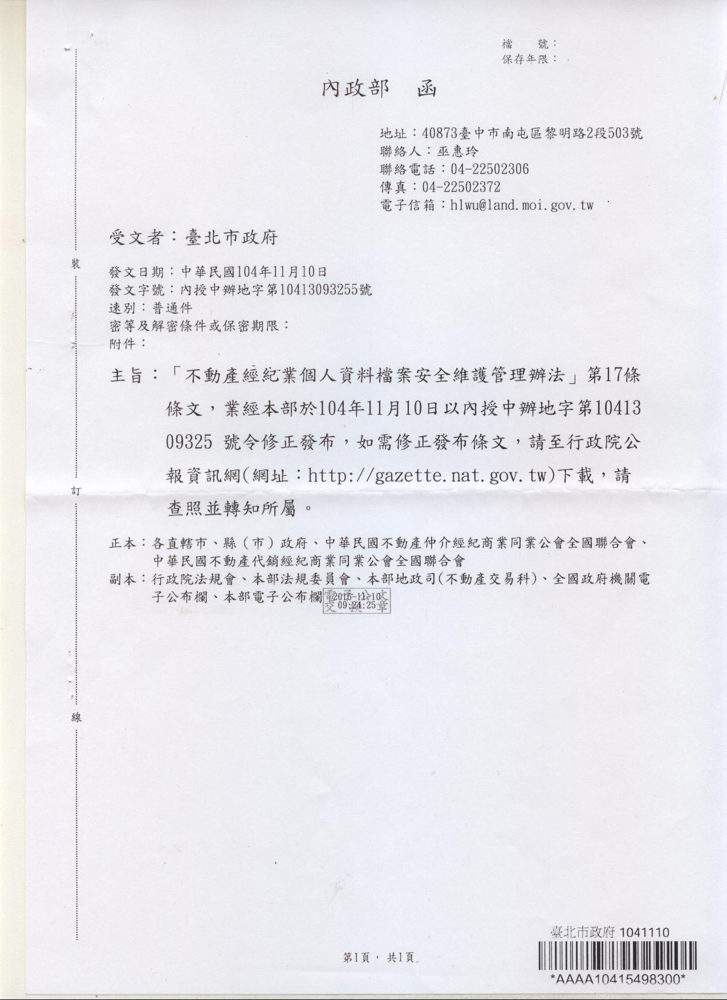 檔　　號：
保存年限：
內政部　函
地址：40873臺中市南屯區黎明路2段503號
聯絡人：巫惠玲
聯絡電話：04-22502306
傳真：04-22502372
電子信箱：hlwu@land.moi.gov.tw
受文者：臺北市政府
發文日期：中華民國104年11月10日
發文字號：內授中辦地字第10413093255號
速別：普通件
密等及解密條件或保密期限：
附件：
主旨：「不動產經紀業個人資料檔案安全維護管理辦法」第17條
條文，業經本部於104年11月10日以內授中辦地字第10413
09325 號令修正發布，如需修正發布條文，請至行政院公
報資訊網(網址：http://gazette.nat.gov.tw)下載，請
查照並轉知所屬。
正本：各直轄市、縣（市）政府、中華民國不動產仲介經紀商業同業公會全國聯合會、
中華民國不動產代銷經紀商業同業公會全國聯合會
副本：行政院法規會、本部法規委員會、本部地政司(不動產交易科)、全國政府機關電
子公布欄、本部電子公布欄
電子公文
交換章
2015-11-10
09:24:25
裝
訂
線
第1頁，共1頁
臺北市政府 1041110
*AAAA10415498300*